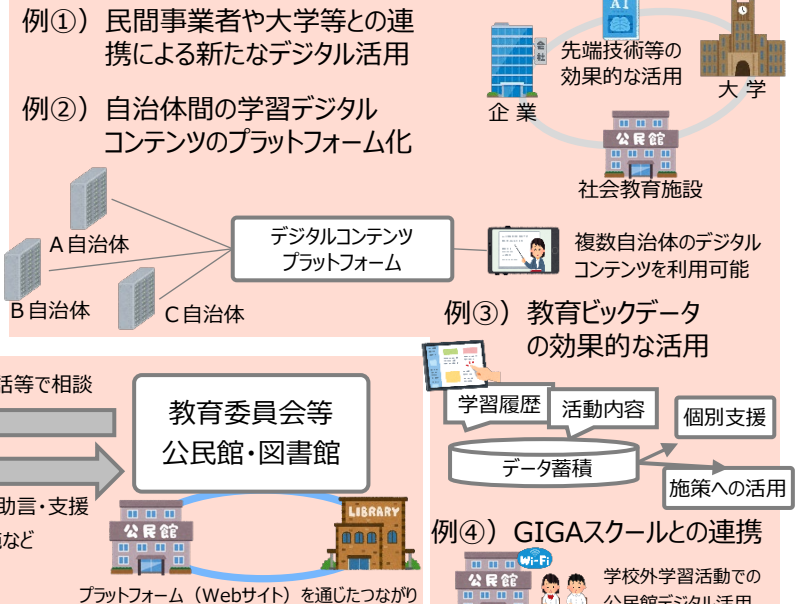 例①）民間事業者や大学等との連
携による新たなデジタル活用
AI
会社
先端技術等の
効果的な活用
企業
大学
公民館
社会教育施設
例②）自治体間の学習デジタル
コンテンツのプラットフォーム化
A自治体
B自治体
C自治体
デジタルコンテンツ
プラットフォーム
複数自治体のデジタル
コンテンツを利用可能
例③）教育ビックデータ
の効果的な活用
学習履歴
活動内容
データ蓄積
個別支援
施策への活用
話等で相談
助言・支援
など
教育委員会等
公民館・図書館
公民館
LIBRARY
プラットフォーム（Webサイト）を通じたつながり
例④）GIGAスクールとの連携
Wi-Fi
公民館
学校外学習活動での
公民館デジタル活用